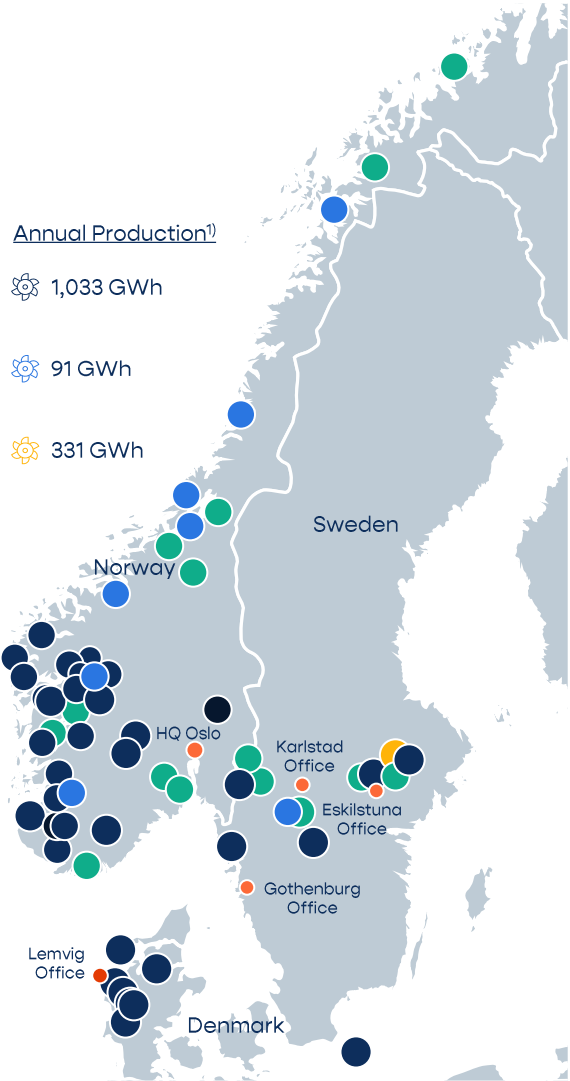 Annual Production1)
1,033 GWh
91 GWh
331 GWh
Sweden
Norway
HQ Oslo
Karlstad
Office
Eskilstuna
Office
Gothenburg
Office
Lemvig
Office
Denmark